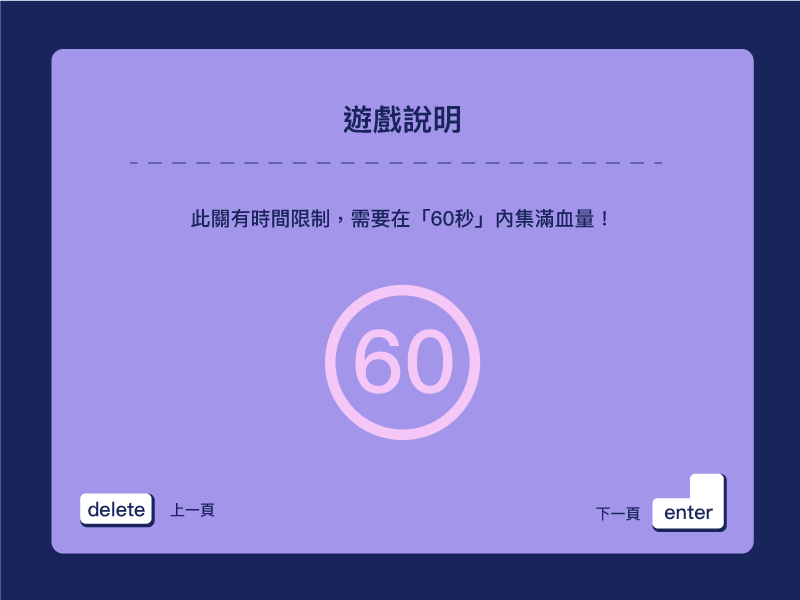 遊戲說明
此關有時間限制，需要在「60秒」內集滿血量！
60
delete 上一頁
下一頁 enter